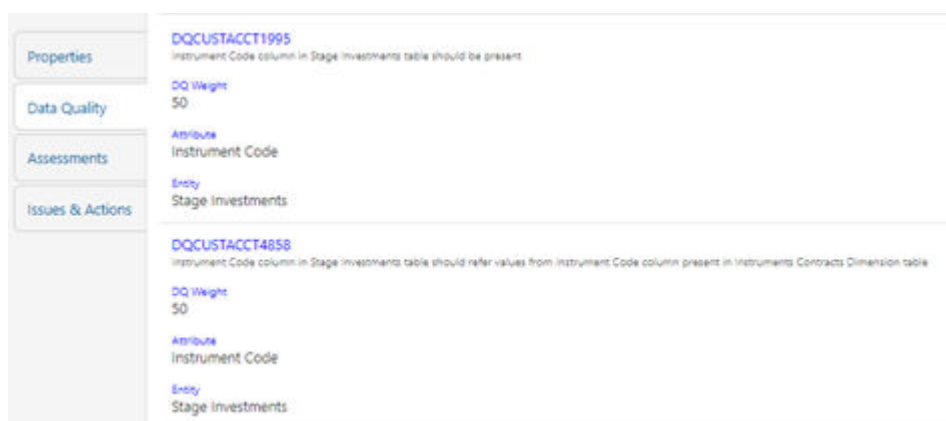 Properties
Data Quality
Assessments
Issues & Actions
DQCUSTACCT1995
Instrument Code column in Stage Investments table should be present
DQ Weight
50
Attribute
Instrument Code
Entity
Stage Investments
DQCUSTACCT4858
Instrument Code column in Stage Investments table should refer values from Instrument Code column present in Instruments Contracts Dimension table
DQ Weight
50
Attribute
Instrument Code
Entity
Stage Investments